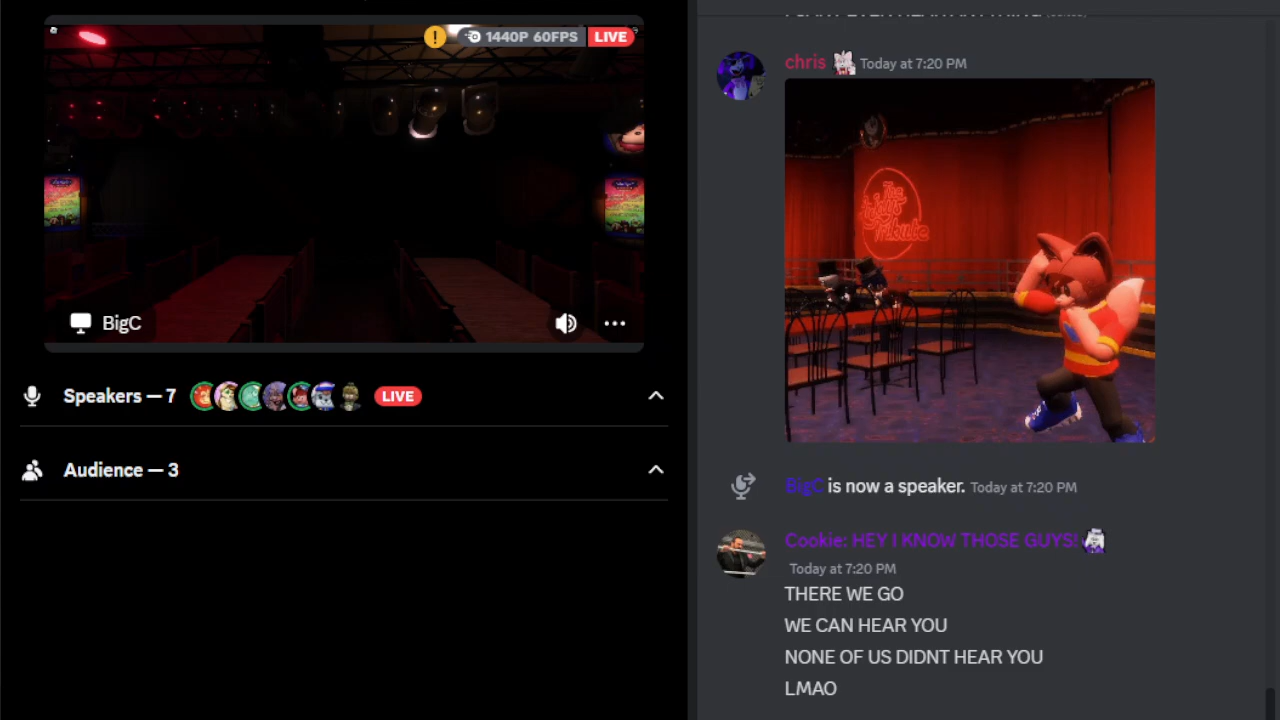 1440P 60FPS
LIVE
BigC
Speakers — 7
LIVE
Audience — 3
chris Today at 7:20 PM
The
Tribute
BigC is now a speaker. Today at 7:20 PM
Cookie: HEY I KNOW THOSE GUYS!
Today at 7:20 PM
THERE WE GO
WE CAN HEAR YOU
NONE OF US DIDNT HEAR YOU
LMAO